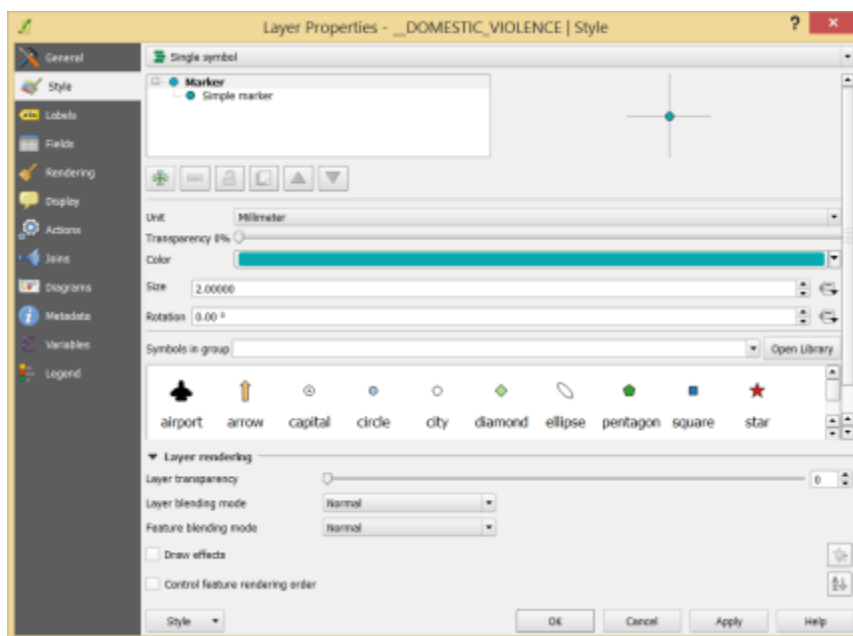 Layer Properties - __DOMESTIC_VIOLENCE | Style
?
General
Style
Labels
Fields
Rendering
Display
Actions
Joins
Diagrams
Metadata
Variables
Legend
Single symbol
Marker
Simple marker
Unit Millimeter
Transparency 0%
Color
Size 2.00000
Rotation 0.00 °
Symbols in group Open Library
airport arrow capital circle city diamond ellipse pentagon square star
Layer rendering
Layer transparency 0
Layer blending mode Normal
Feature blending mode Normal
Draw effects
Control feature rendering order
Style OK Cancel Apply Help